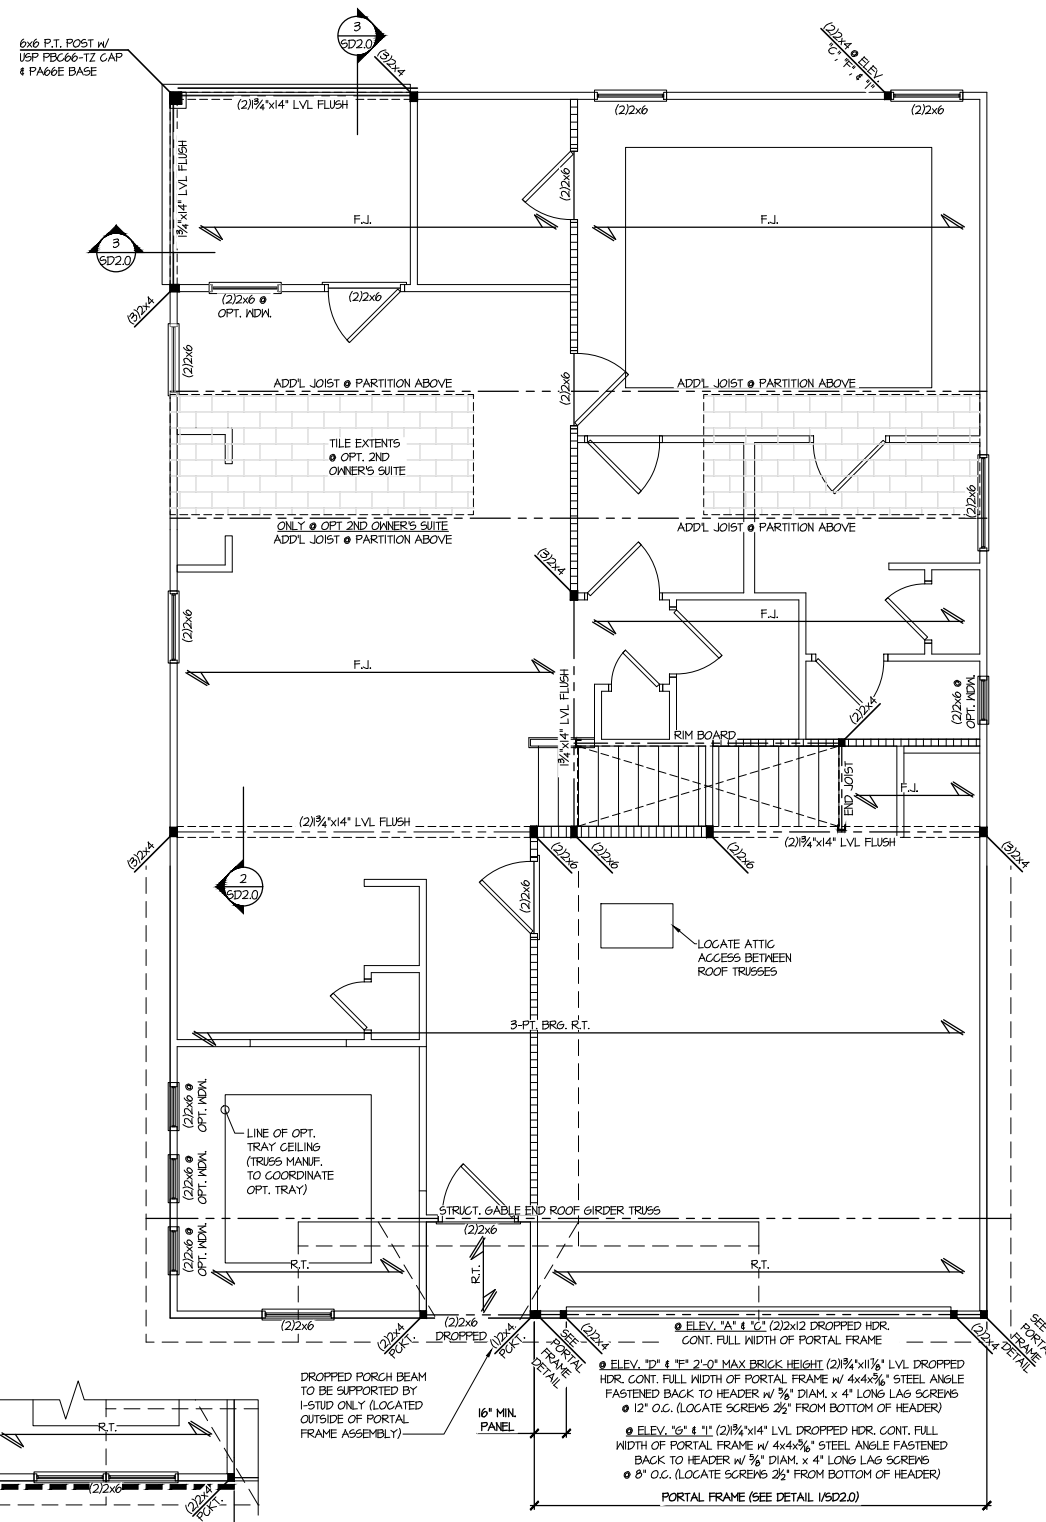 6x6 P.T. POST w/
USP PBC66-TZ CAP
& PA66E BASE
3
SD2.0
(3)2x4
(2)2x4 @ ELEV.
"C", "F", & "I"
(2)1¾"x14" LVL FLUSH
(2)2x6
(2)2x6
1¾"x14" LVL FLUSH
(2)2x6
F.J.
F.J.
3
SD2.0
(2)2x6 @
OPT. WDW.
(2)2x6
(3)2x4
(2)2x6
(2)2x6
ADD'L JOIST @ PARTITION ABOVE
ADD'L JOIST @ PARTITION ABOVE
TILE EXTENTS
@ OPT. 2ND
OWNER'S SUITE
(2)2x6
ONLY @ OPT 2ND OWNER'S SUITE
ADD'L JOIST @ PARTITION ABOVE
ADD'L JOIST @ PARTITION ABOVE
(3)2x4
(2)2x6
F.J.
F.J.
1¾"x14" LVL FLUSH
(2)2x6 @
OPT. WDW.
(2)2x4
RIM BOARD
END JOIST
F.J.
(2)1¾"x14" LVL FLUSH
(2)1¾"x14" LVL FLUSH
(3)2x4
(2)2x6
(2)2x6
(2)2x6
(3)2x4
2
SD2.0
(2)2x6
LOCATE ATTIC
ACCESS BETWEEN
ROOF TRUSSES
3-PT. BRG. R.T.
(2)2x6 @
OPT. WDW.
LINE OF OPT.
TRAY CEILING
(TRUSS MANUF.
TO COORDINATE
OPT. TRAY)
(2)2x6 @
OPT. WDW.
(2)2x6 @
OPT. WDW.
STRUCT. GABLE END ROOF GIRDER TRUSS
(2)2x6
R.T.
R.T.
R.T.
(2)2x6
(2)2x4
PCKT.
(2)2x6
DROPPED
(1)2x4
PCKT.
SEE
PORTAL
FRAME
DETAIL
(2)2x4
(2)2x4
SEE
PORTAL
FRAME
DETAIL
@ ELEV. "A" & "C" (2)2x12 DROPPED HDR.
CONT. FULL WIDTH OF PORTAL FRAME
@ ELEV. "D" & "F" 2'-0" MAX BRICK HEIGHT (2)1¾"x11⅞" LVL DROPPED
HDR. CONT. FULL WIDTH OF PORTAL FRAME w/ 4x4x5/16" STEEL ANGLE
FASTENED BACK TO HEADER w/ ⅝" DIAM. x 4" LONG LAG SCREWS
@ 12" O.C. (LOCATE SCREWS 2½" FROM BOTTOM OF HEADER)
@ ELEV. "G" & "I" (2)1¾"x14" LVL DROPPED HDR. CONT. FULL
WIDTH OF PORTAL FRAME w/ 4x4x5/16" STEEL ANGLE FASTENED
BACK TO HEADER w/ ⅝" DIAM. x 4" LONG LAG SCREWS
@ 8" O.C. (LOCATE SCREWS 2½" FROM BOTTOM OF HEADER)
DROPPED PORCH BEAM
TO BE SUPPORTED BY
1-STUD ONLY (LOCATED
OUTSIDE OF PORTAL
FRAME ASSEMBLY)
16" MIN.
PANEL
PORTAL FRAME (SEE DETAIL 1/SD2.0)
R.T.
(2)2x6
(2)2x4
PCKT.